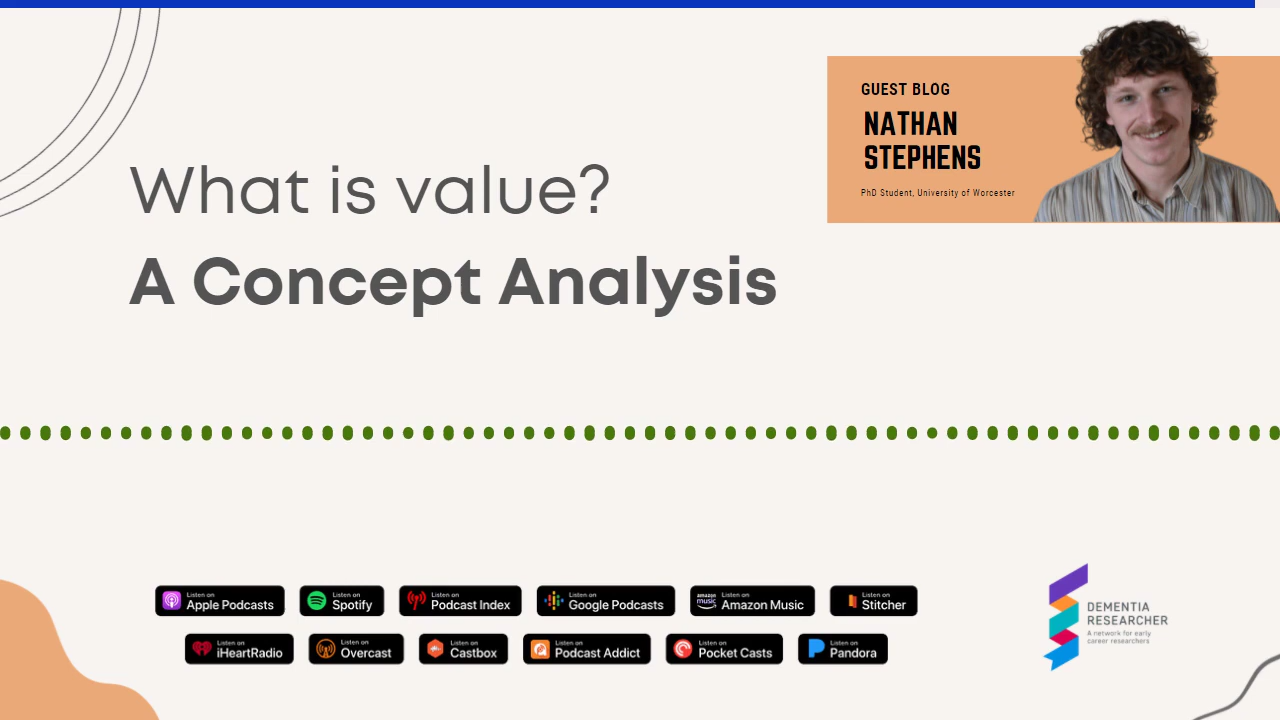 GUEST BLOG
NATHAN
STEPHENS
PhD Student, University of Worcester
What is value?
A Concept Analysis
Listen on
Apple Podcasts
Listen on
Spotify
Listen on
Podcast Index
Listen on
Google Podcasts
amazon
music
Listen on
Amazon Music
Listen on
Stitcher
Listen on
iHeartRadio
Listen on
Overcast
Listen on
Castbox
Listen on
Podcast Addict
Listen on
Pocket Casts
Listen on
Pandora
DEMENTIA
RESEARCHER
A network for early
career researchers